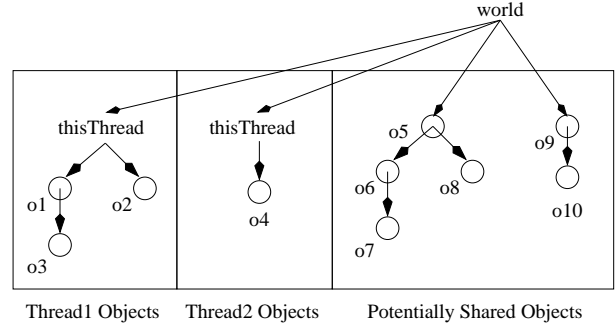 world
thisThread
thisThread
o5
o9
o1
o2
o4
o6
o8
o10
o3
o7
Thread1 Objects
Thread2 Objects
Potentially Shared Objects